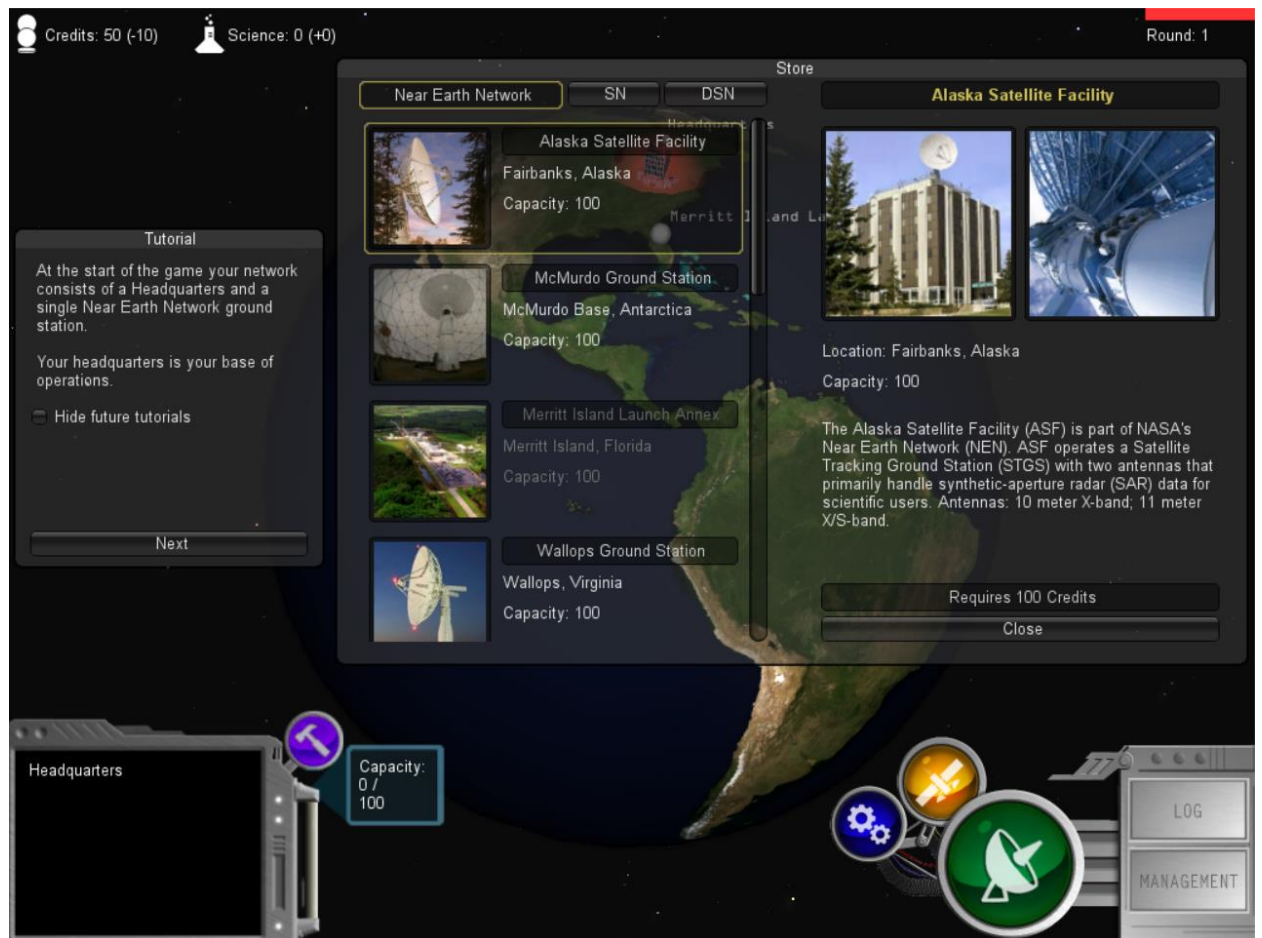 Credits: 50 (-10)
Science: 0 (+0)
Round: 1
Store
Near Earth Network
SN
DSN
Alaska Satellite Facility
Headquarters
Alaska Satellite Facility
Fairbanks, Alaska
Capacity: 100
Merritt Island La
McMurdo Ground Station
McMurdo Base, Antarctica
Capacity: 100
Merritt Island Launch Annex
Merritt Island, Florida
Capacity: 100
Wallops Ground Station
Wallops, Virginia
Capacity: 100
Location: Fairbanks, Alaska
Capacity: 100
The Alaska Satellite Facility (ASF) is part of NASA's
Near Earth Network (NEN). ASF operates a Satellite
Tracking Ground Station (STGS) with two antennas that
primarily handle synthetic-aperture radar (SAR) data for
scientific users. Antennas: 10 meter X-band; 11 meter
X/S-band.
Requires 100 Credits
Close
Tutorial
At the start of the game your network
consists of a Headquarters and a
single Near Earth Network ground
station.
Your headquarters is your base of
operations.
Hide future tutorials
Next
Headquarters
Capacity:
0 /
100
LOG
MANAGEMENT